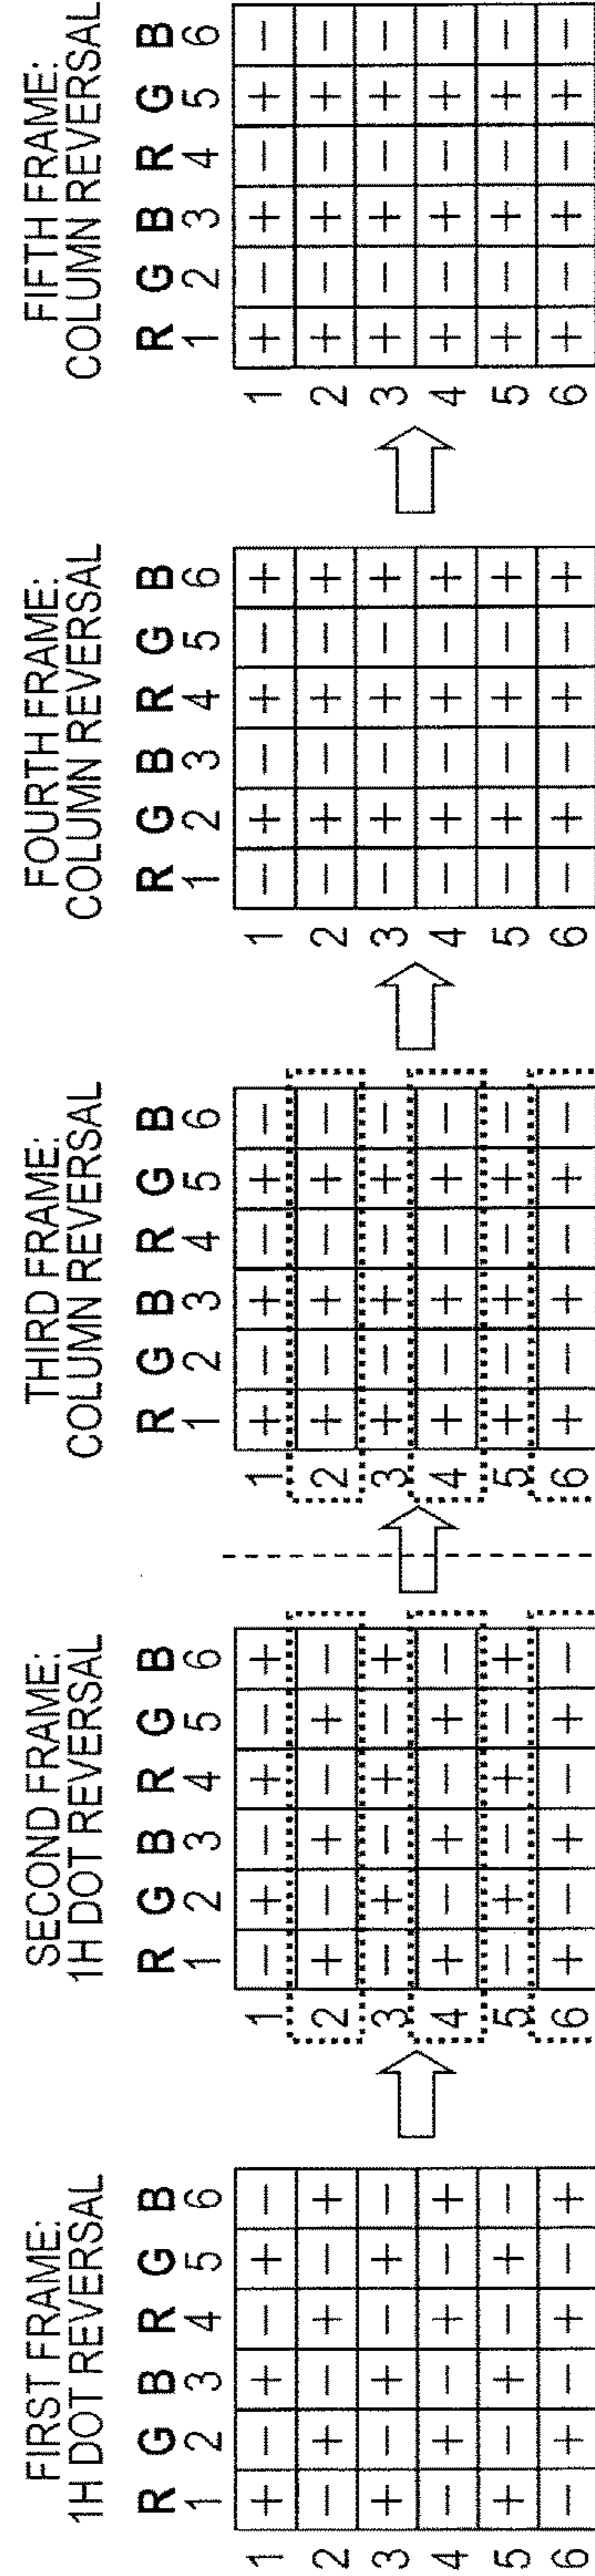 FIRST FRAME:
1H DOT REVERSAL
R G B R G B
1 2 3 4 5 6
1 + − + − + −
2 − + − + − +
3 + − + − + −
4 − + − + − +
5 + − + − + −
6 − + − + − +
SECOND FRAME:
1H DOT REVERSAL
R G B R G B
1 2 3 4 5 6
1 − + − + − +
2 + − + − + −
3 − + − + − +
4 + − + − + −
5 − + − + − +
6 + − + − + −
THIRD FRAME:
COLUMN REVERSAL
R G B R G B
1 2 3 4 5 6
1 + − + − + −
2 + − + − + −
3 + − + − + −
4 + − + − + −
5 + − + − + −
6 + − + − + −
FOURTH FRAME:
COLUMN REVERSAL
R G B R G B
1 2 3 4 5 6
1 − + − + − +
2 − + − + − +
3 − + − + − +
4 − + − + − +
5 − + − + − +
6 − + − + − +
FIFTH FRAME:
COLUMN REVERSAL
R G B R G B
1 2 3 4 5 6
1 + − + − + −
2 + − + − + −
3 + − + − + −
4 + − + − + −
5 + − + − + −
6 + − + − + −